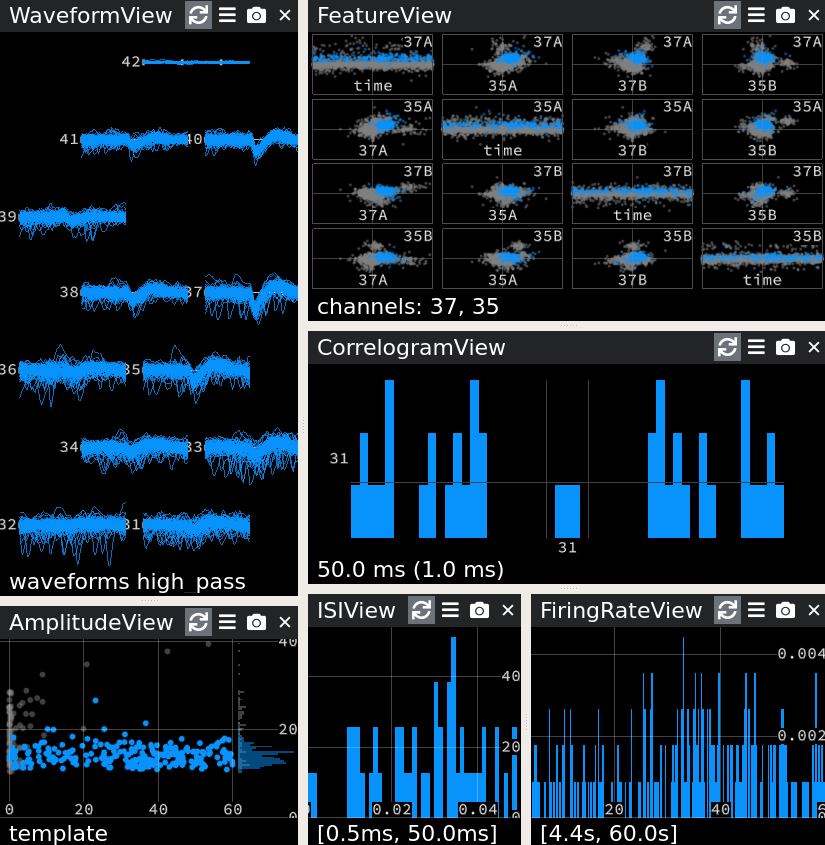 WaveformView
42
41 40
39
38 37
36 35
34 33
32 31
waveforms high_pass
FeatureView
37A 37A 37A 37A
time 35A 37B 35B
35A 35A 35A 35A
37A time 37B 35B
37B 37B 37B 37B
37A 35A time 35B
35B 35B 35B 35B
37A 35A 37B time
channels: 37, 35
CorrelogramView
31
31
50.0 ms (1.0 ms)
AmplitudeView
40
20
0
0 20 40 60
template
ISIView
40
20
0
0.02 0.04
[0.5ms, 50.0ms]
FiringRateView
0.004
0.002
20 40
[4.4s, 60.0s]